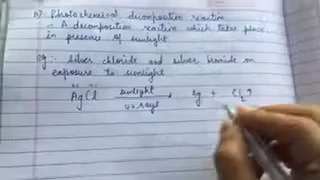 b) Photochemical decomposition reaction
- A decomposition reaction which takes place
in presence of sunlight
eg :- Silver chloride and silver bromide on
exposure to sunlight
AgCl sunlight → Ag + Cl2